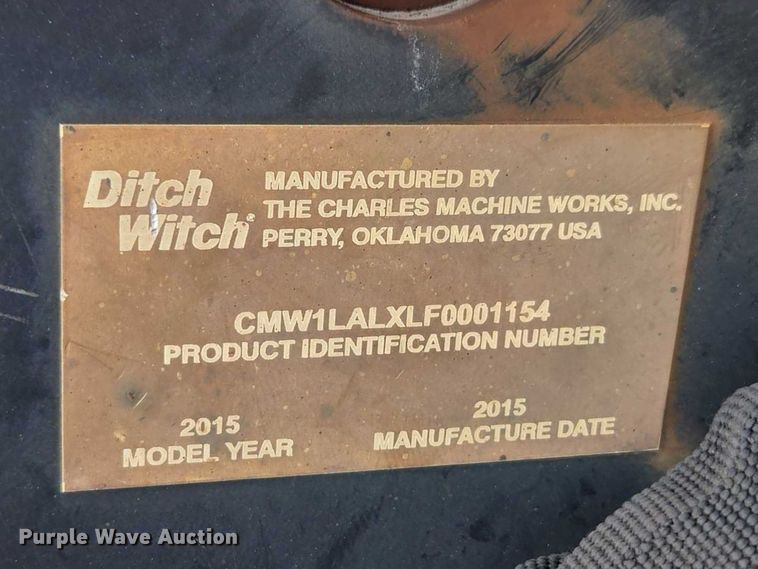 Ditch
Witch®
MANUFACTURED BY
THE CHARLES MACHINE WORKS, INC.
PERRY, OKLAHOMA 73077 USA
CMW1LALXLF0001154
PRODUCT IDENTIFICATION NUMBER
2015
MODEL YEAR
2015
MANUFACTURE DATE
Purple Wave Auction